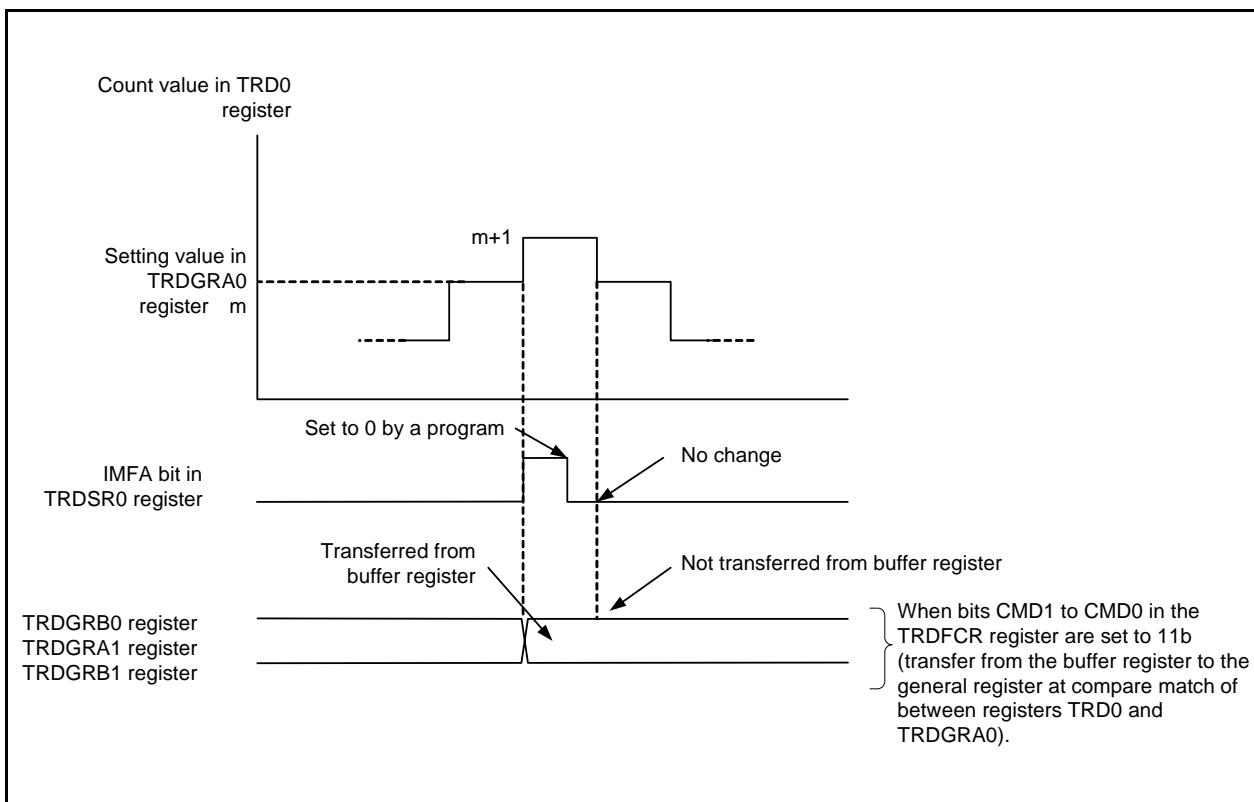 Count value in TRD0
register
m+1
Setting value in
TRDGRA0
register m
Set to 0 by a program
No change
IMFA bit in
TRDSR0 register
Transferred from
buffer register
Not transferred from buffer register
TRDGRB0 register
TRDGRA1 register
TRDGRB1 register
When bits CMD1 to CMD0 in the
TRDFCR register are set to 11b
(transfer from the buffer register to the
general register at compare match of
between registers TRD0 and
TRDGRA0).